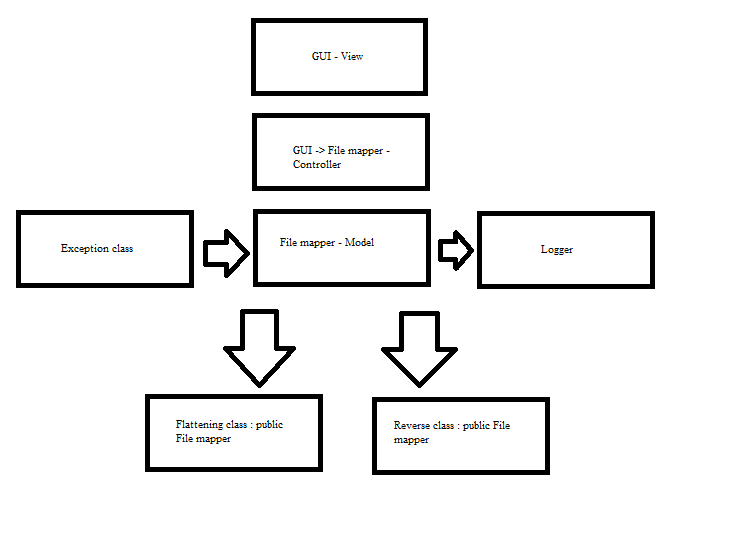 GUI - View
GUI -> File mapper -
Controller
Exception class
File mapper - Model
Logger
Flattening class : public
File mapper
Reverse class : public File
mapper